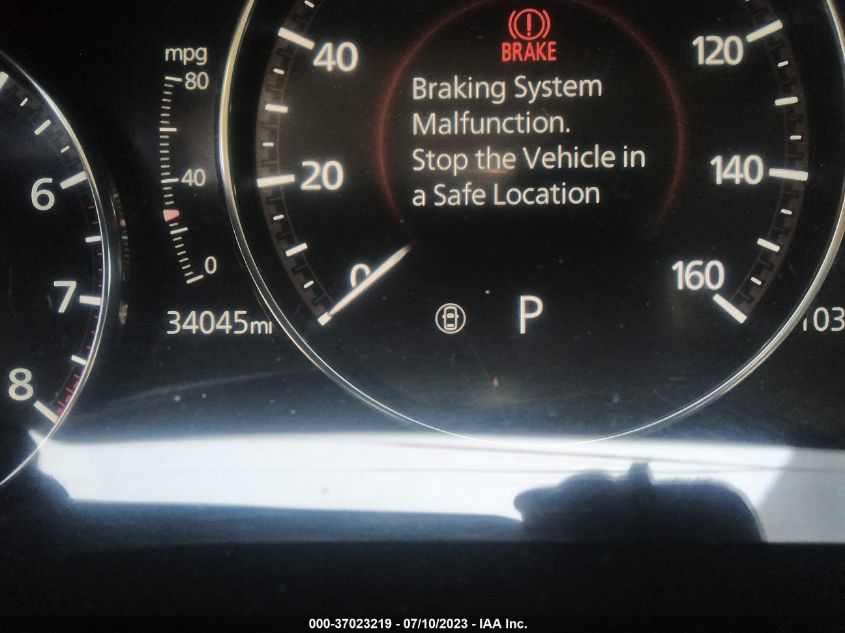 BRAKE
Braking System
Malfunction.
Stop the Vehicle in
a Safe Location
mpg
80
40
0
6
7
8
40
20
0
120
140
160
P
34045mi
103
000-37023219 - 07/10/2023 - IAA Inc.